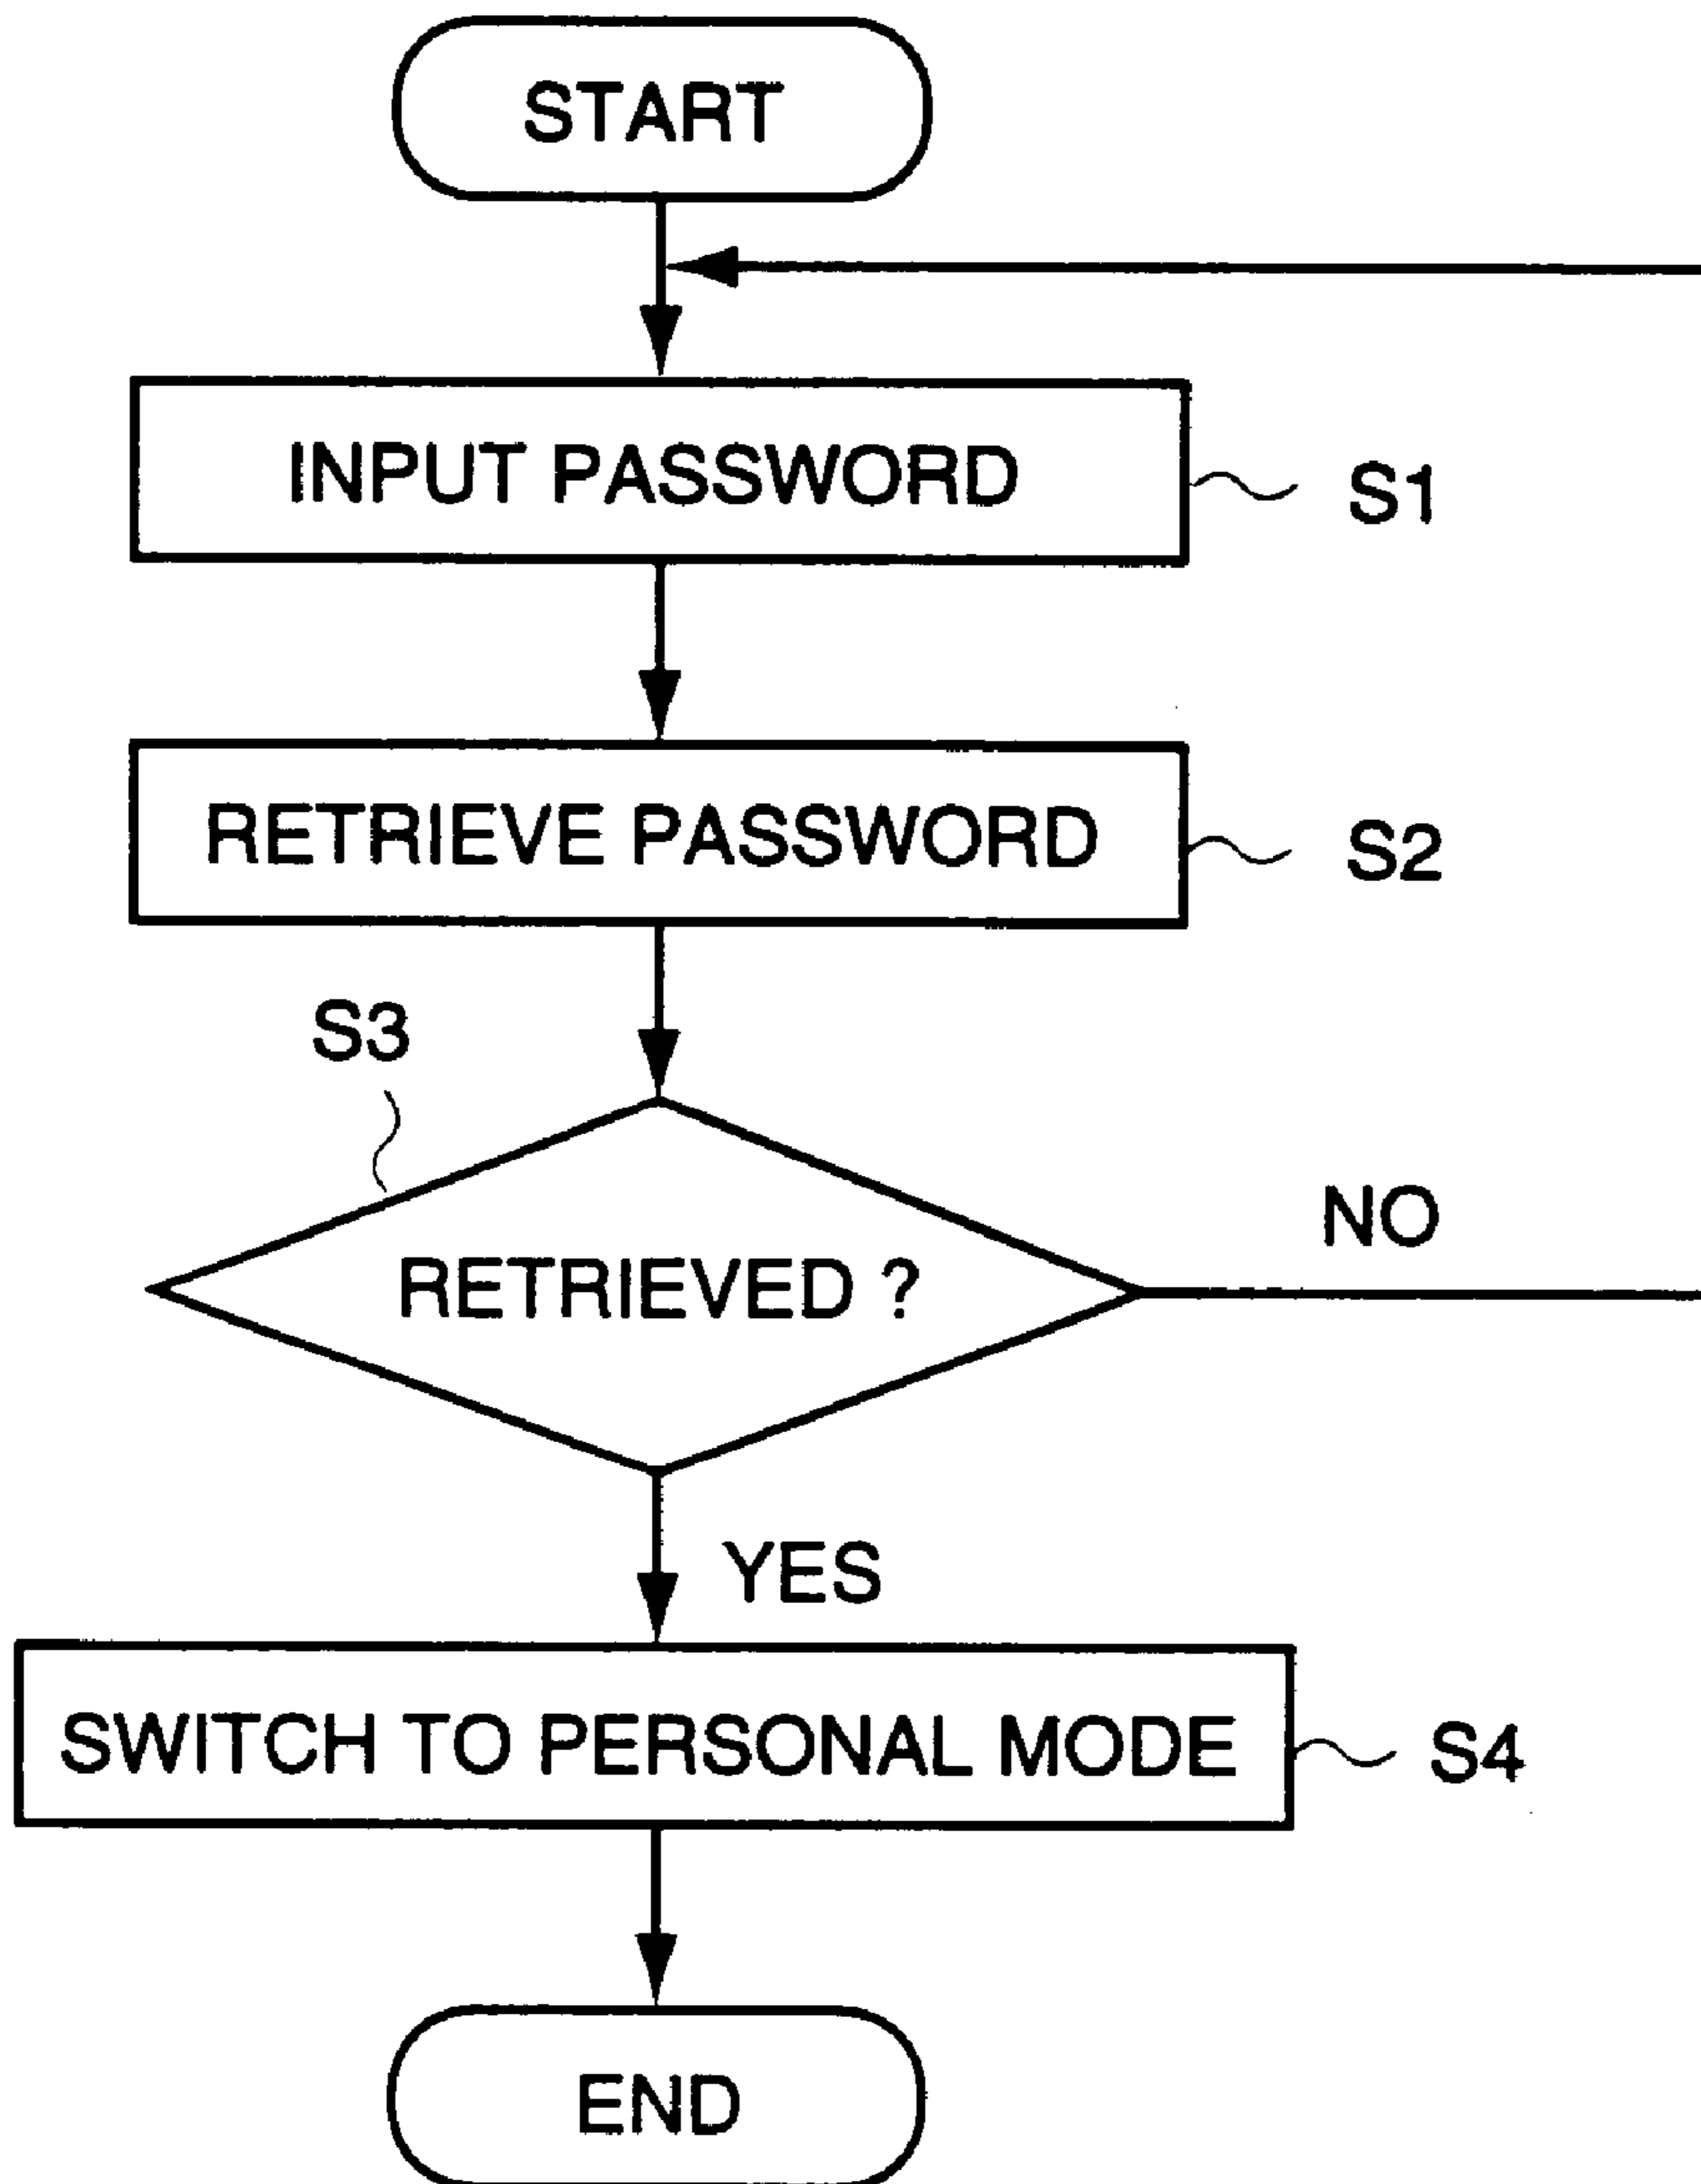 START
INPUT PASSWORD
S1
RETRIEVE PASSWORD
S2
S3
RETRIEVED ?
NO
YES
SWITCH TO PERSONAL MODE
S4
END